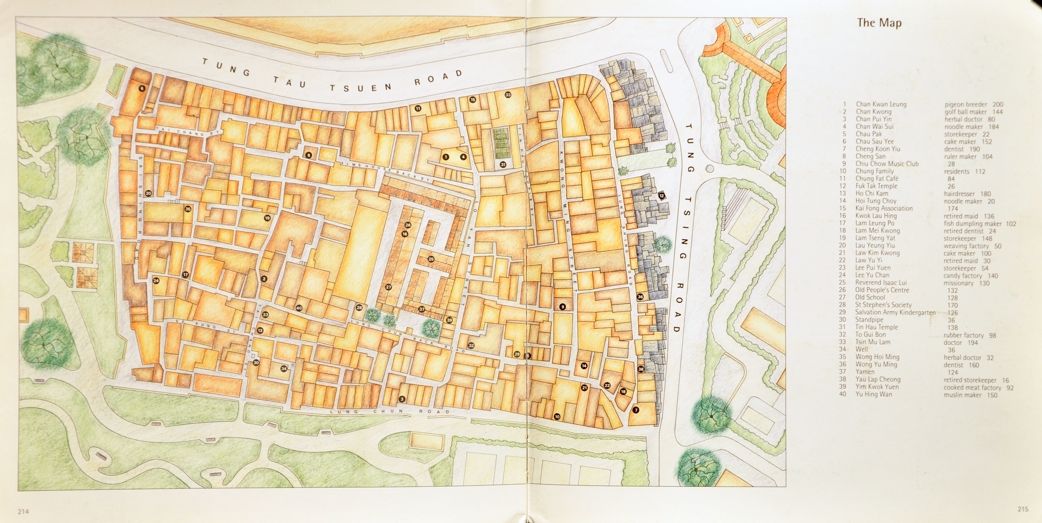 The Map
TUNG TAU TSUEN ROAD
TUNG TSING ROAD
LUNG CHUN ROAD
1 Chan Kwan Leung pigeon breeder 200
2 Chan Kwong golf ball maker 144
3 Chan Pui Yin herbal doctor 80
4 Chan Wai Sui noodle maker 184
5 Chau Pak storekeeper 22
6 Chau Sau Yee cake maker 152
7 Cheng Koon Yiu dentist 190
8 Cheng San ruler maker 104
9 Chiu Chow Music Club 28
10 Chung Family residents 112
11 Chung Fat Café 84
12 Fuk Tak Temple 26
13 Ho Chi Kam hairdresser 180
14 Hoi Tung Choy noodle maker 20
15 Kai Fong Association 174
16 Kwok Lau Hing retired maid 136
17 Lam Leung Po fish dumpling maker 102
18 Lam Mei Kwong retired dentist 24
19 Lam Tseng Yat storekeeper 148
20 Lau Yeung Yiu weaving factory 50
21 Law Kim Kwong cake maker 100
22 Law Yu Yi retired maid 30
23 Lee Pui Yuen storekeeper 54
24 Lee Yu Chan candy factory 140
25 Reverend Isaac Lui missionary 130
26 Old People's Centre 132
27 Old School 128
28 St Stephen's Society 170
29 Salvation Army Kindergarten 126
30 Standpipe 36
31 Tin Hau Temple 138
32 To Gui Bon rubber factory 98
33 Tsin Mu Lam doctor 194
34 Well 36
35 Wong Hoi Ming herbal doctor 32
36 Wong Yu Ming dentist 160
37 Yamen 124
38 Yau Lap Cheong retired storekeeper 16
39 Yim Kwok Yuen cooked meat factory 92
40 Yu Hing Wan muslin maker 150
214
215